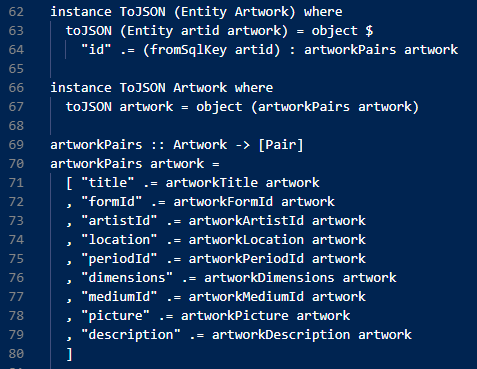 62 instance ToJSON (Entity Artwork) where
63   toJSON (Entity artid artwork) = object $
64     "id" .= (fromSqlKey artid) : artworkPairs artwork
65
66 instance ToJSON Artwork where
67   toJSON artwork = object (artworkPairs artwork)
68
69 artworkPairs :: Artwork -> [Pair]
70 artworkPairs artwork =
71   [ "title" .= artworkTitle artwork
72   , "formId" .= artworkFormId artwork
73   , "artistId" .= artworkArtistId artwork
74   , "location" .= artworkLocation artwork
75   , "periodId" .= artworkPeriodId artwork
76   , "dimensions" .= artworkDimensions artwork
77   , "mediumId" .= artworkMediumId artwork
78   , "picture" .= artworkPicture artwork
79   , "description" .= artworkDescription artwork
80   ]